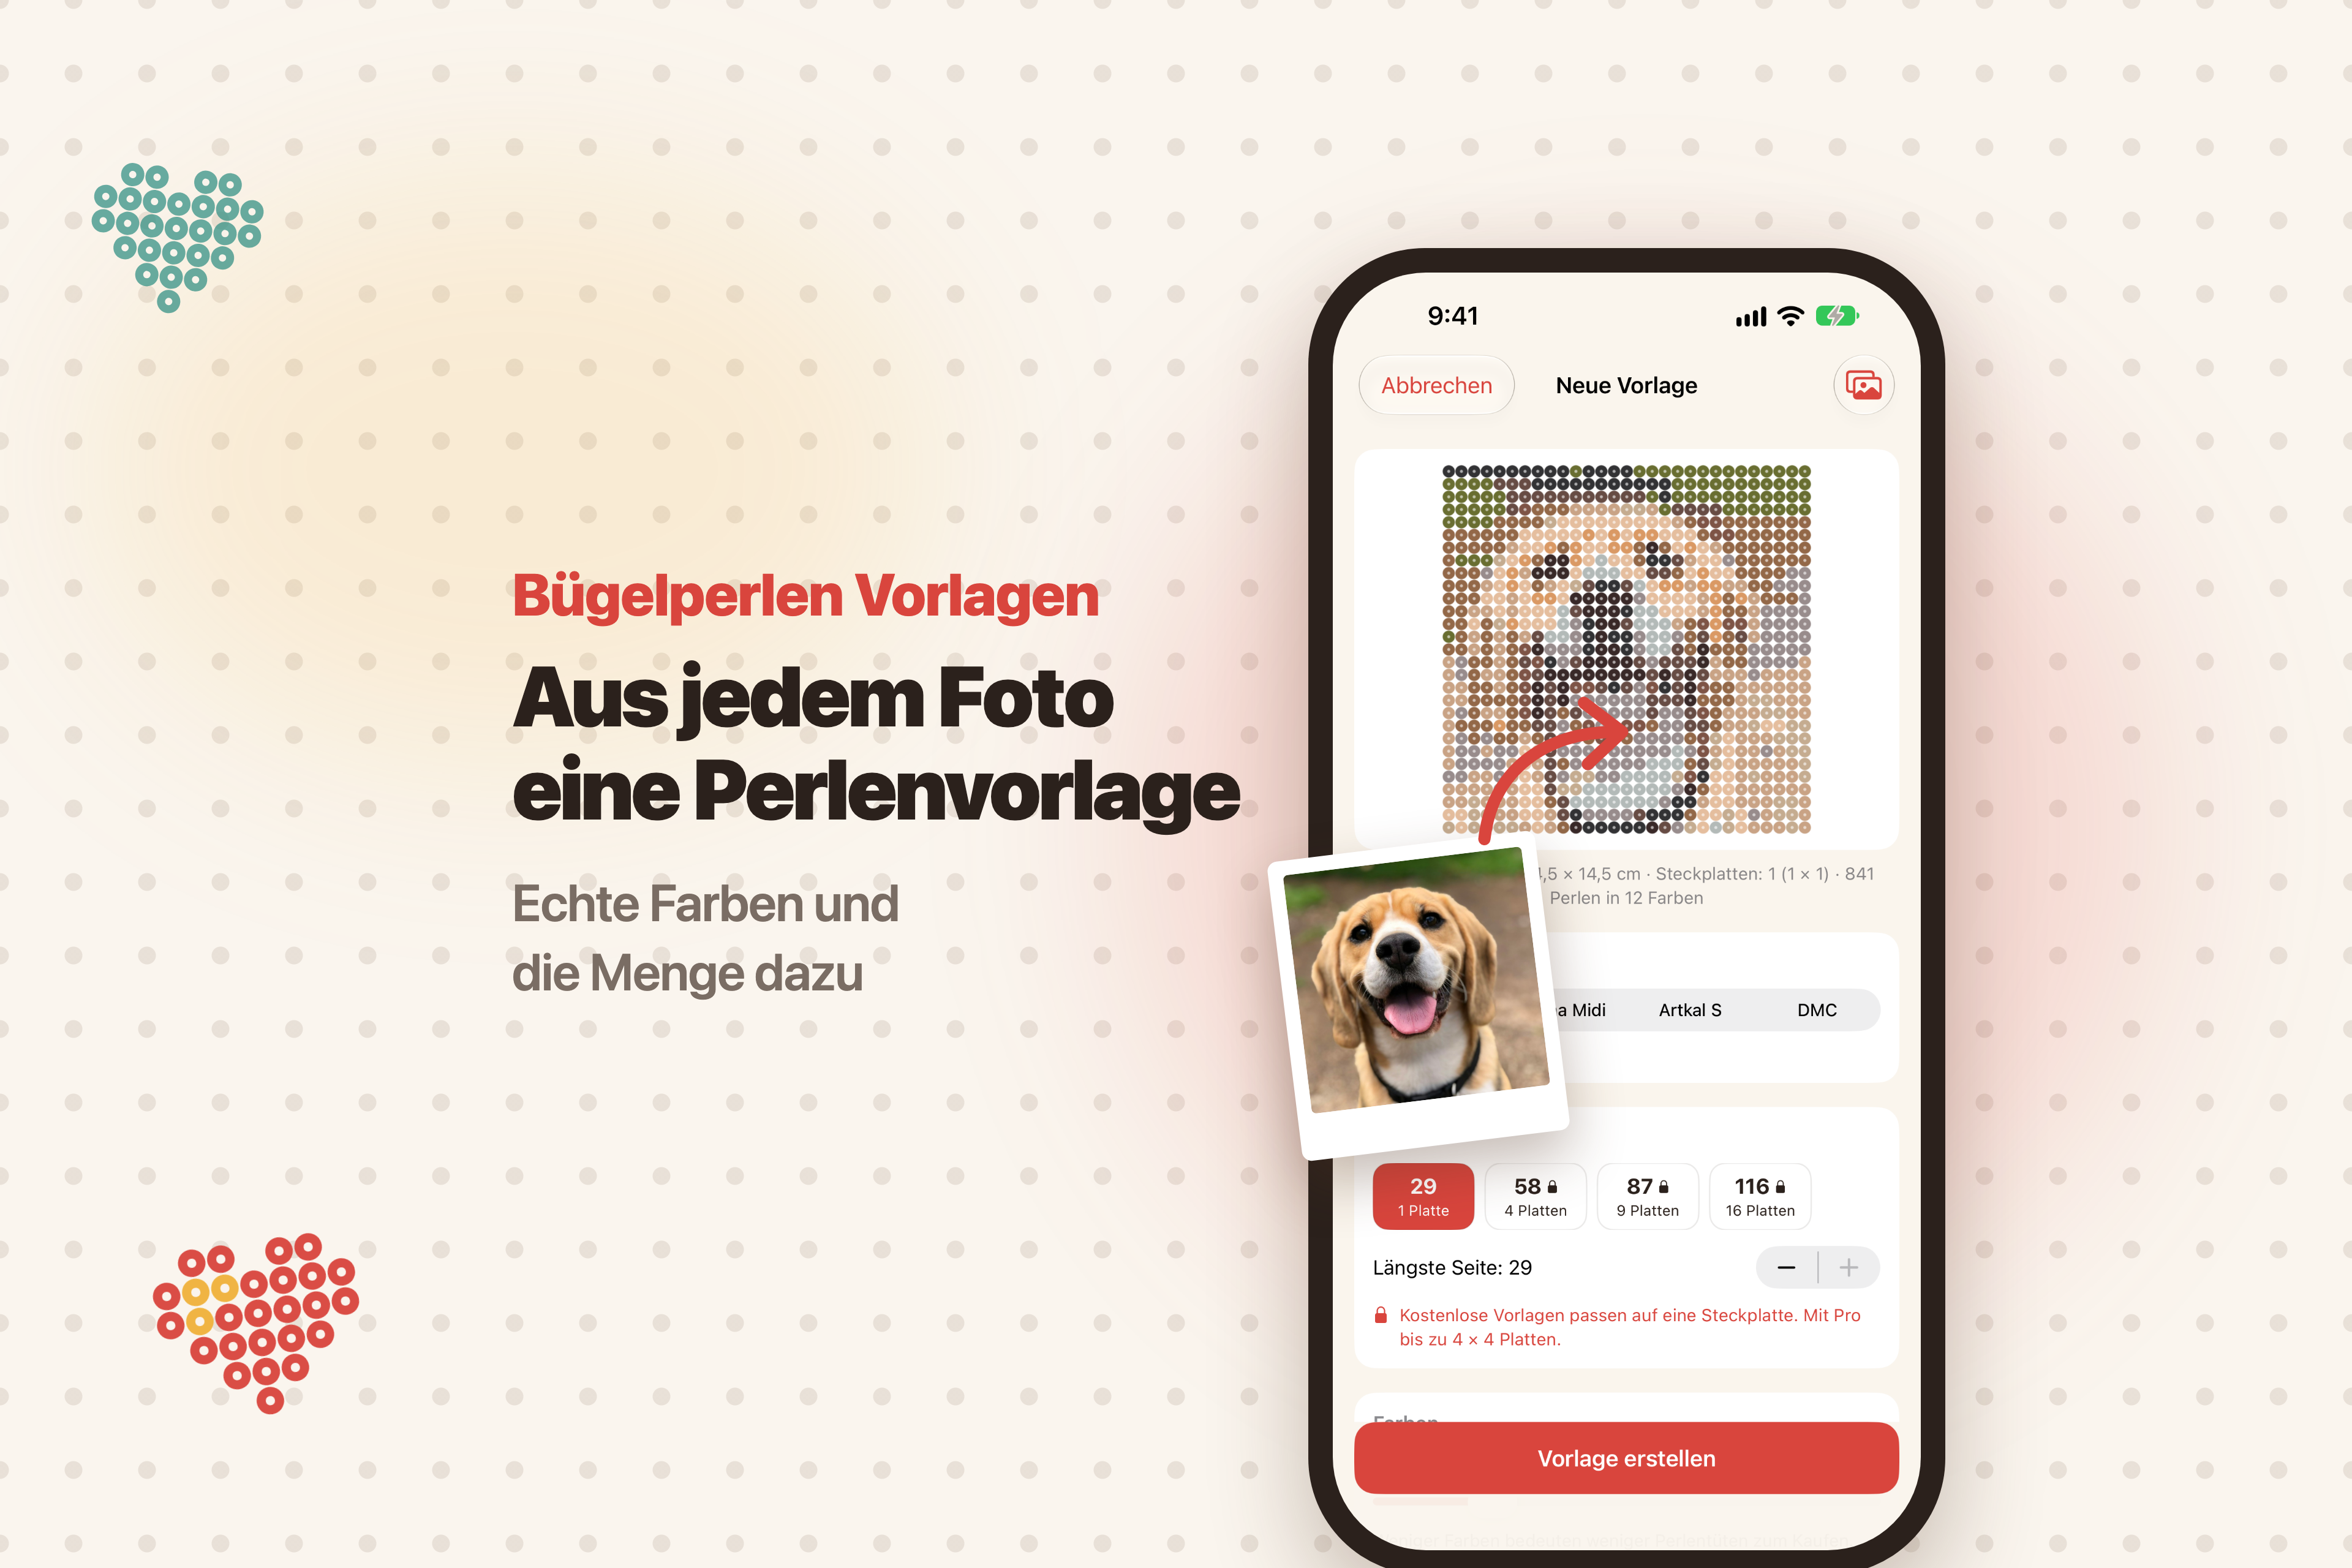 Bügelperlen Vorlagen
Aus jedem Foto
eine Perlenvorlage
Echte Farben und
die Menge dazu
9:41
Abbrechen
Neue Vorlage
,5 × 14,5 cm · Steckplatten: 1 (1 × 1) · 841
Perlen in 12 Farben
a Midi
Artkal S
DMC
29
1 Platte
58
4 Platten
87
9 Platten
116
16 Platten
Längste Seite: 29
Kostenlose Vorlagen passen auf eine Steckplatte. Mit Pro
bis zu 4 × 4 Platten.
Farben
Vorlage erstellen